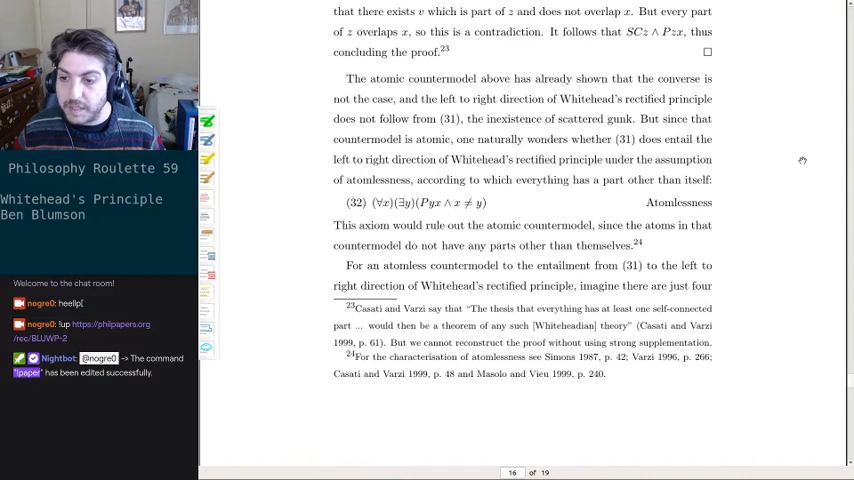 that there exists v which is part of z and does not overlap x. But every part
of z overlaps x, so this is a contradiction. It follows that SCz ∧ Pzx, thus
concluding the proof.23 □
The atomic countermodel above has already shown that the converse is
not the case, and the left to right direction of Whitehead's rectified principle
does not follow from (31), the inexistence of scattered gunk. But since that
countermodel is atomic, one naturally wonders whether (31) does entail the
left to right direction of Whitehead's rectified principle under the assumption
of atomlessness, according to which everything has a part other than itself:
(32) (∀x)(∃y)(Pyx ∧ x ≠ y) Atomlessness
This axiom would rule out the atomic countermodel, since the atoms in that
countermodel do not have any parts other than themselves.24
For an atomless countermodel to the entailment from (31) to the left to
right direction of Whitehead's rectified principle, imagine there are just four
23Casati and Varzi say that "The thesis that everything has at least one self-connected
part ... would then be a theorem of any such [Whiteheadian] theory" (Casati and Varzi
1999, p. 61). But we cannot reconstruct the proof without using strong supplementation.
24For the characterisation of atomlessness see Simons 1987, p. 42; Varzi 1996, p. 266;
Casati and Varzi 1999, p. 48 and Masolo and Vieu 1999, p. 240.
16 of 19
Philosophy Roulette 59
Whitehead's Principle
Ben Blumson
Welcome to the chat room!
nogre0: heellp[
nogre0: !up https://philpapers.org
/rec/BLUWP-2
Nightbot: @nogre0 -> The command
"!paper" has been edited successfully.